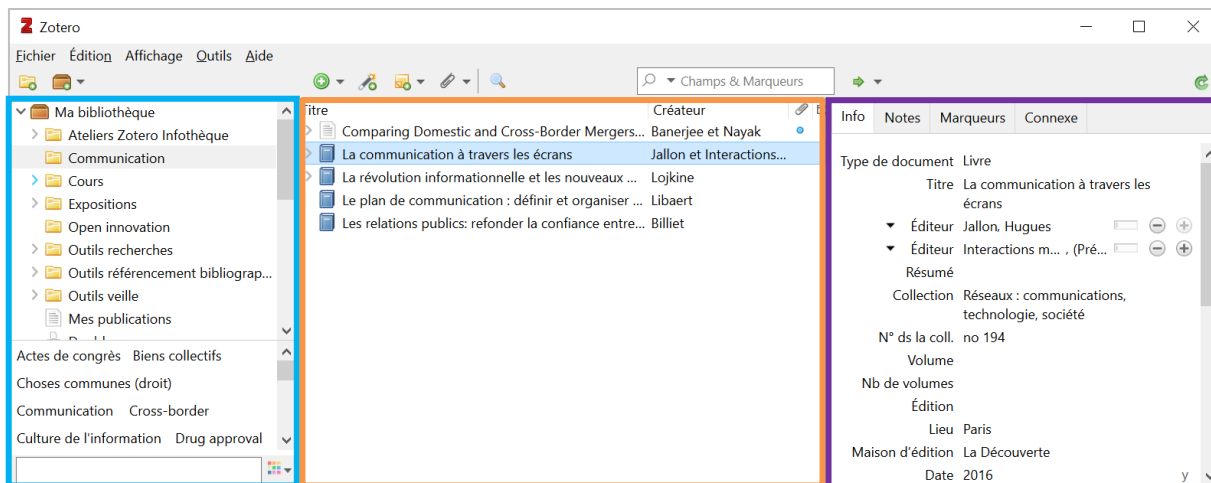 Zotero
Fichier Édition Affichage Outils Aide
Champs & Marqueurs
Ma bibliothèque
Ateliers Zotero Infothèque
Communication
Cours
Expositions
Open innovation
Outils recherches
Outils référencement bibliograp...
Outils veille
Mes publications
Actes de congrès Biens collectifs
Choses communes (droit)
Communication Cross-border
Culture de l'information Drug approval
Titre Créateur
Comparing Domestic and Cross-Border Mergers... Banerjee et Nayak
La communication à travers les écrans Jallon et Interactions...
La révolution informationnelle et les nouveaux ... Lojkine
Le plan de communication : définir et organiser ... Libaert
Les relations publics: refonder la confiance entre... Billiet
Info Notes Marqueurs Connexe
Type de document Livre
Titre La communication à travers les
écrans
Éditeur Jallon, Hugues
Éditeur Interactions m... , (Pré...
Résumé
Collection Réseaux : communications,
technologie, société
N° ds la coll. no 194
Volume
Nb de volumes
Édition
Lieu Paris
Maison d'édition La Découverte
Date 2016 y